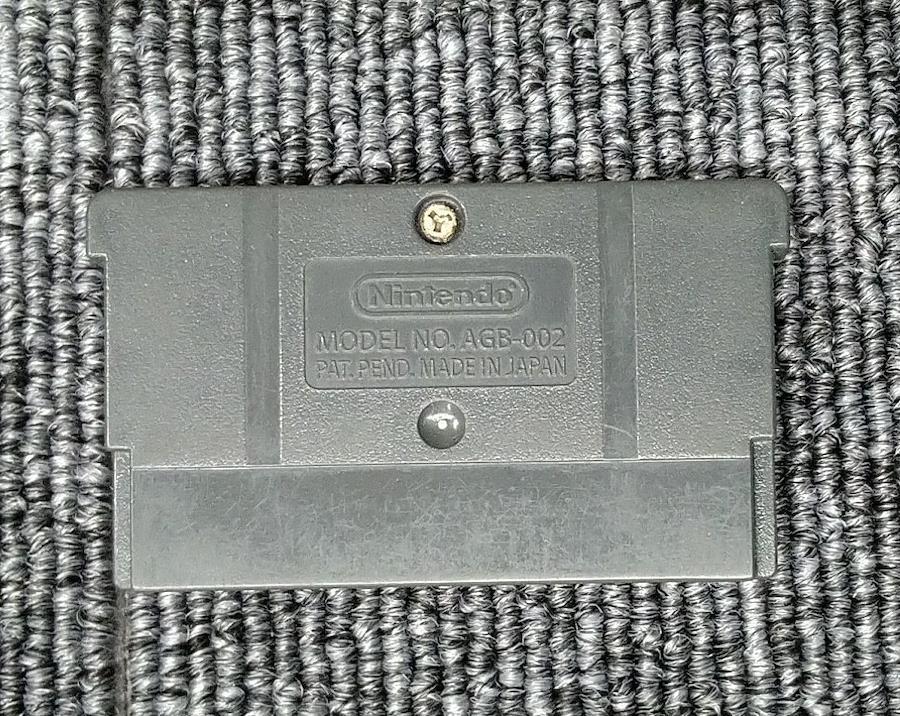 Nintendo®
MODEL NO. AGB-002
PAT. PEND. MADE IN JAPAN